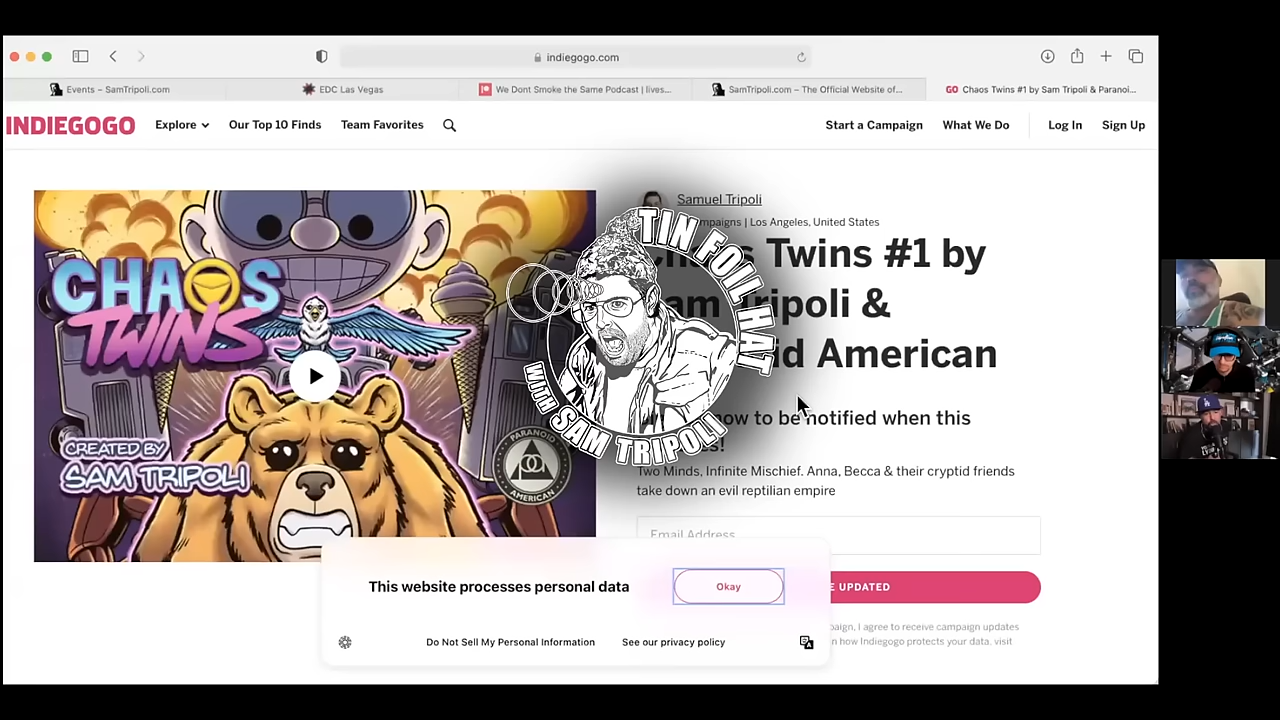 indiegogo.com
Events – SamTripoli.com
EDC Las Vegas
We Dont Smoke the Same Podcast | lives...
SamTripoli.com – The Official Website of...
GO Chaos Twins #1 by Sam Tripoli & Paranoi...
INDIEGOGO
Explore
Our Top 10 Finds
Team Favorites
Start a Campaign
What We Do
Log In
Sign Up
CHAOS
TWINS
CREATED BY
SAM TRIPOLI
PARANOID
AMERICAN
TIN FOIL HAT
WITH SAM TRIPOLI
Samuel Tripoli
| Los Angeles, United States
Twins #1 by
Tripoli &
American
now to be notified when this
Two Minds, Infinite Mischief. Anna, Becca & their cryptid friends
take down an evil reptilian empire
Email Address
UPDATED
I agree to receive campaign updates
how Indiegogo protects your data, visit
This website processes personal data
Okay
Do Not Sell My Personal Information
See our privacy policy